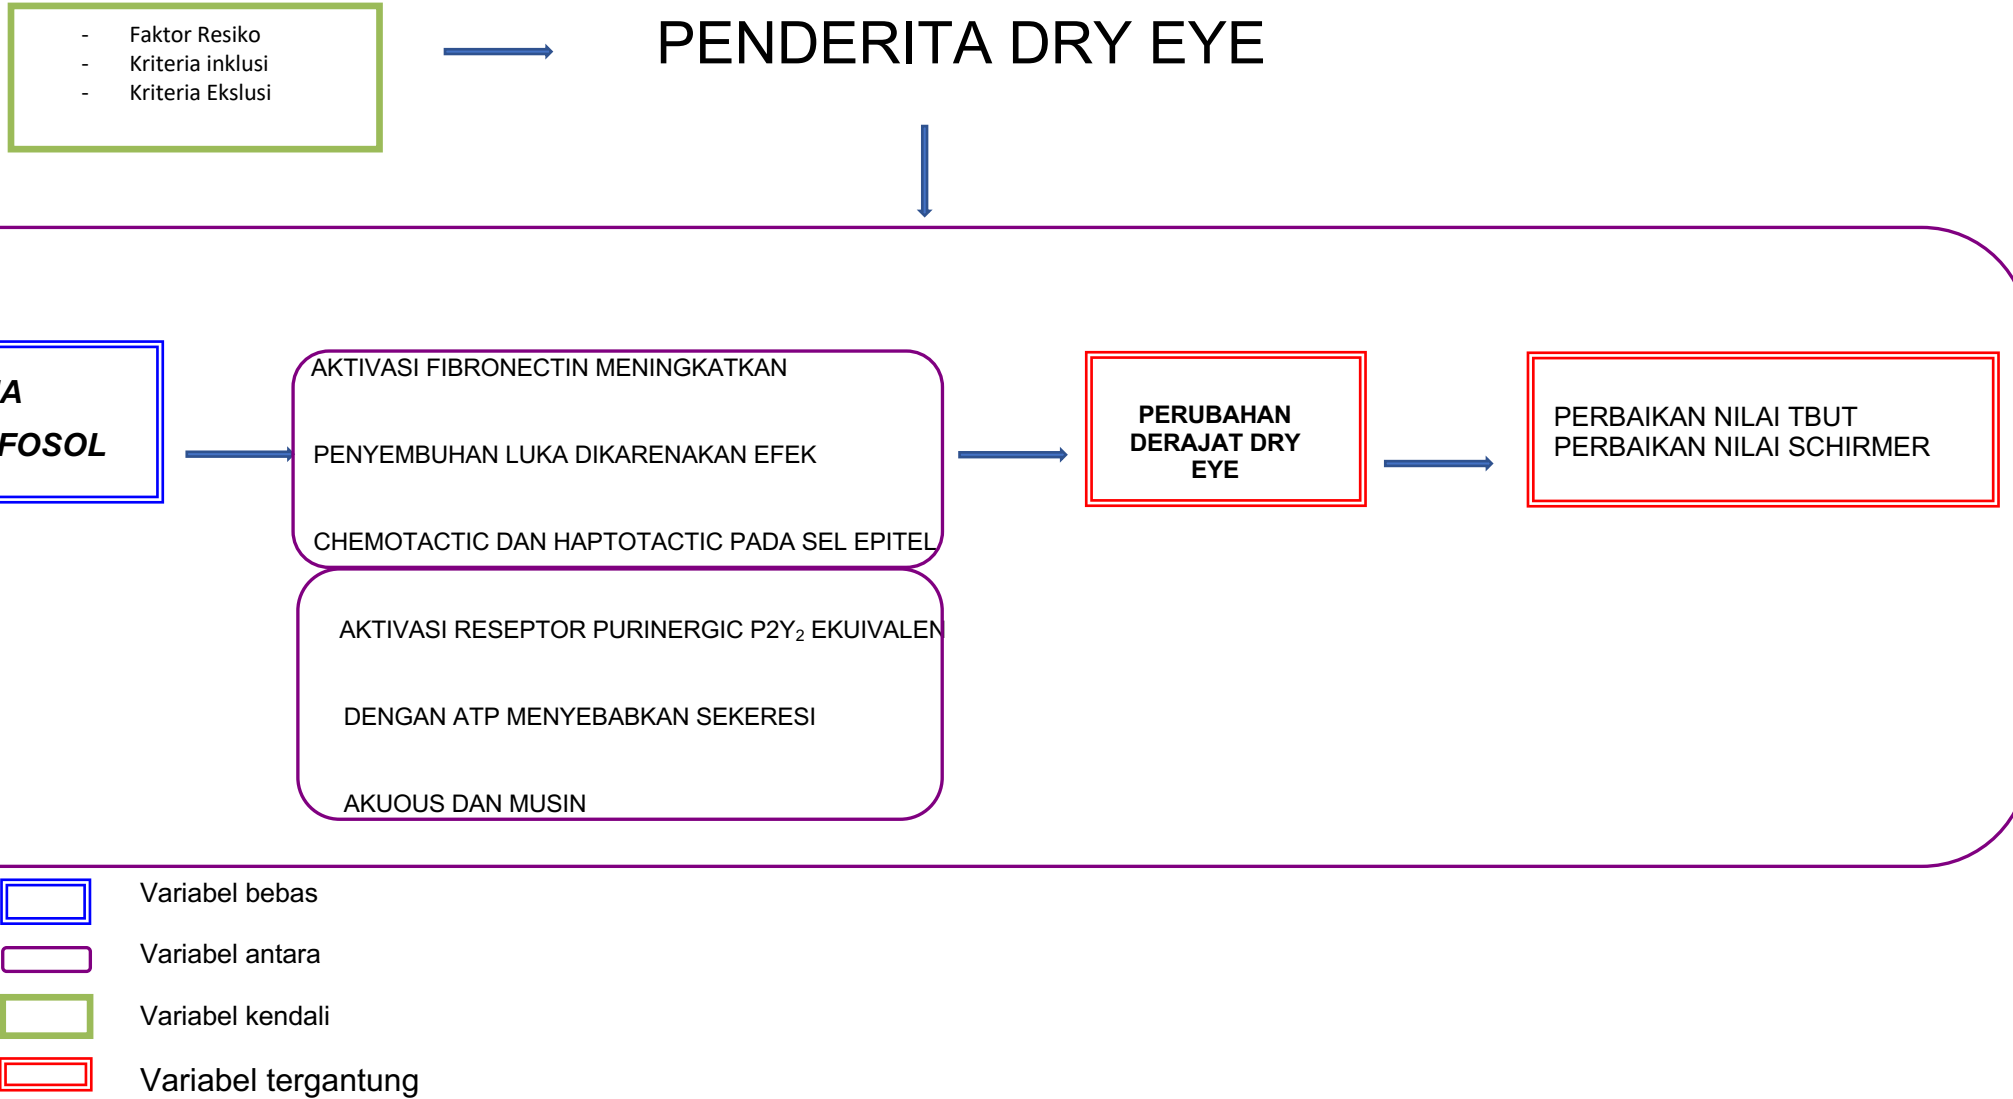 - Faktor Resiko
- Kriteria inklusi
- Kriteria Ekslusi
PENDERITA DRY EYE
AKTIVASI FIBRONECTIN MENINGKATKAN
PENYEMBUHAN LUKA DIKARENAKAN EFEK
CHEMOTACTIC DAN HAPTOTACTIC PADA SEL EPITEL
AKTIVASI RESEPTOR PURINERGIC P2Y₂ EKUIVALEN
DENGAN ATP MENYEBABKAN SEKERESI
AKUOUS DAN MUSIN
PERUBAHAN
DERAJAT DRY
EYE
PERBAIKAN NILAI TBUT
PERBAIKAN NILAI SCHIRMER
Variabel bebas
Variabel antara
Variabel kendali
Variabel tergantung